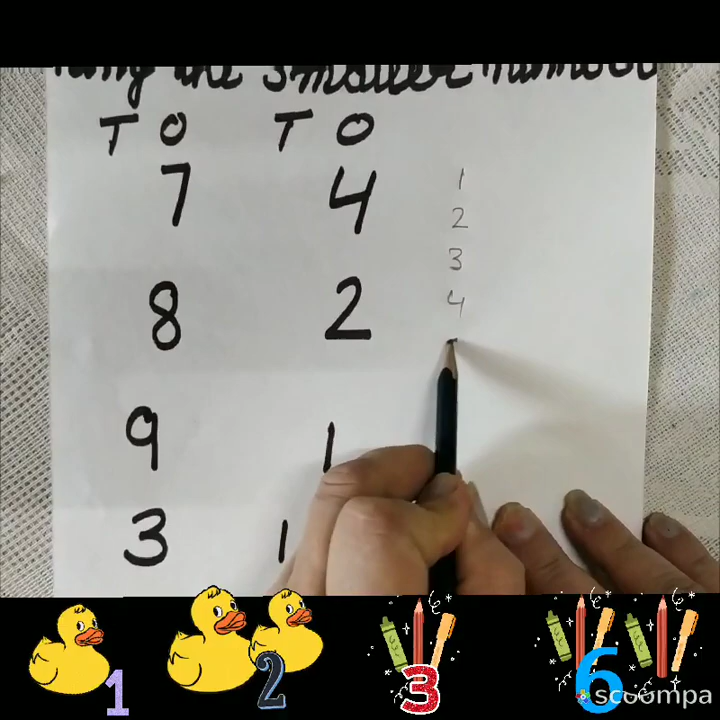 the Smaller number
T O T O
7 4 1
2
3
8 2 4
9 1
3 1
1 2 3 6
scoompa